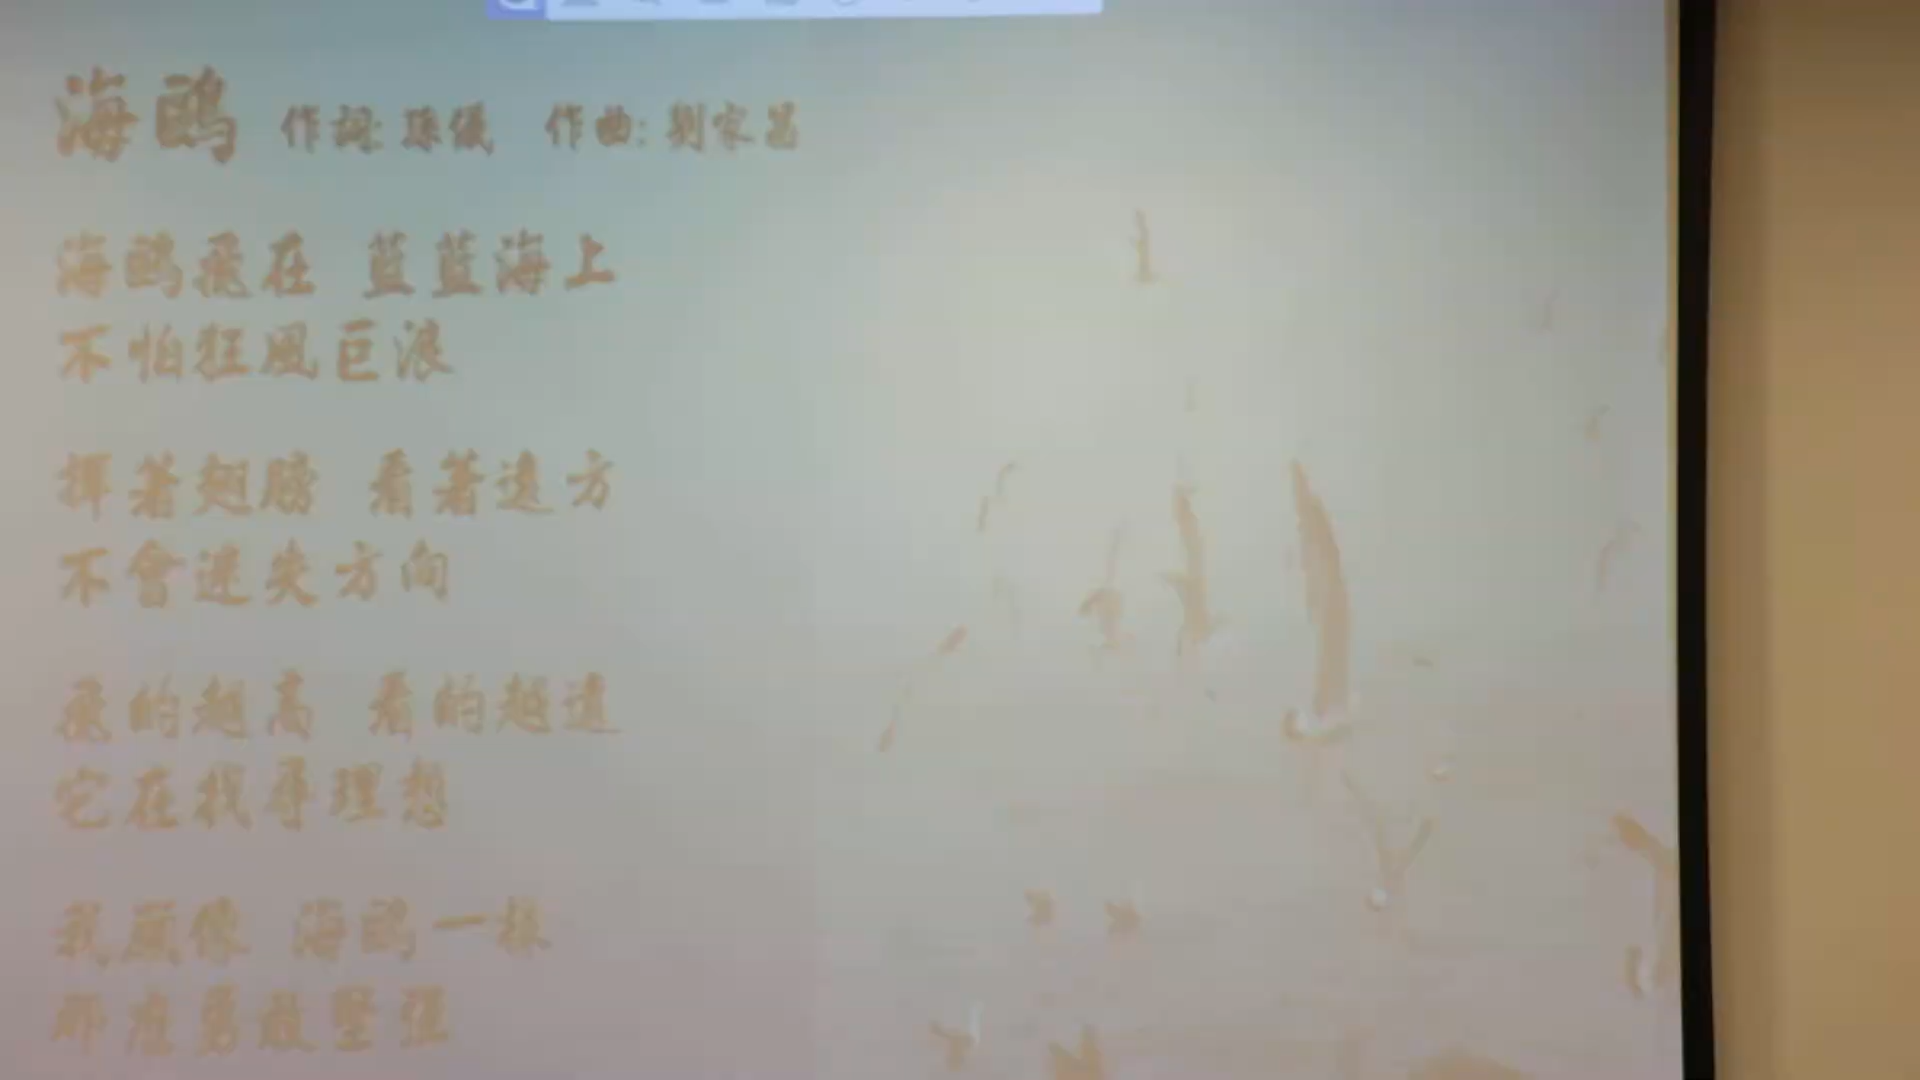 海鷗 作詞: 孫儀 作曲: 劉家昌
海鷗飛在 藍藍海上
不怕狂風巨浪
揮著翅膀 看著遠方
不會迷失方向
飛的越高 看的越遠
它在找尋理想
我願像 海鷗一樣
那麼勇敢堅強